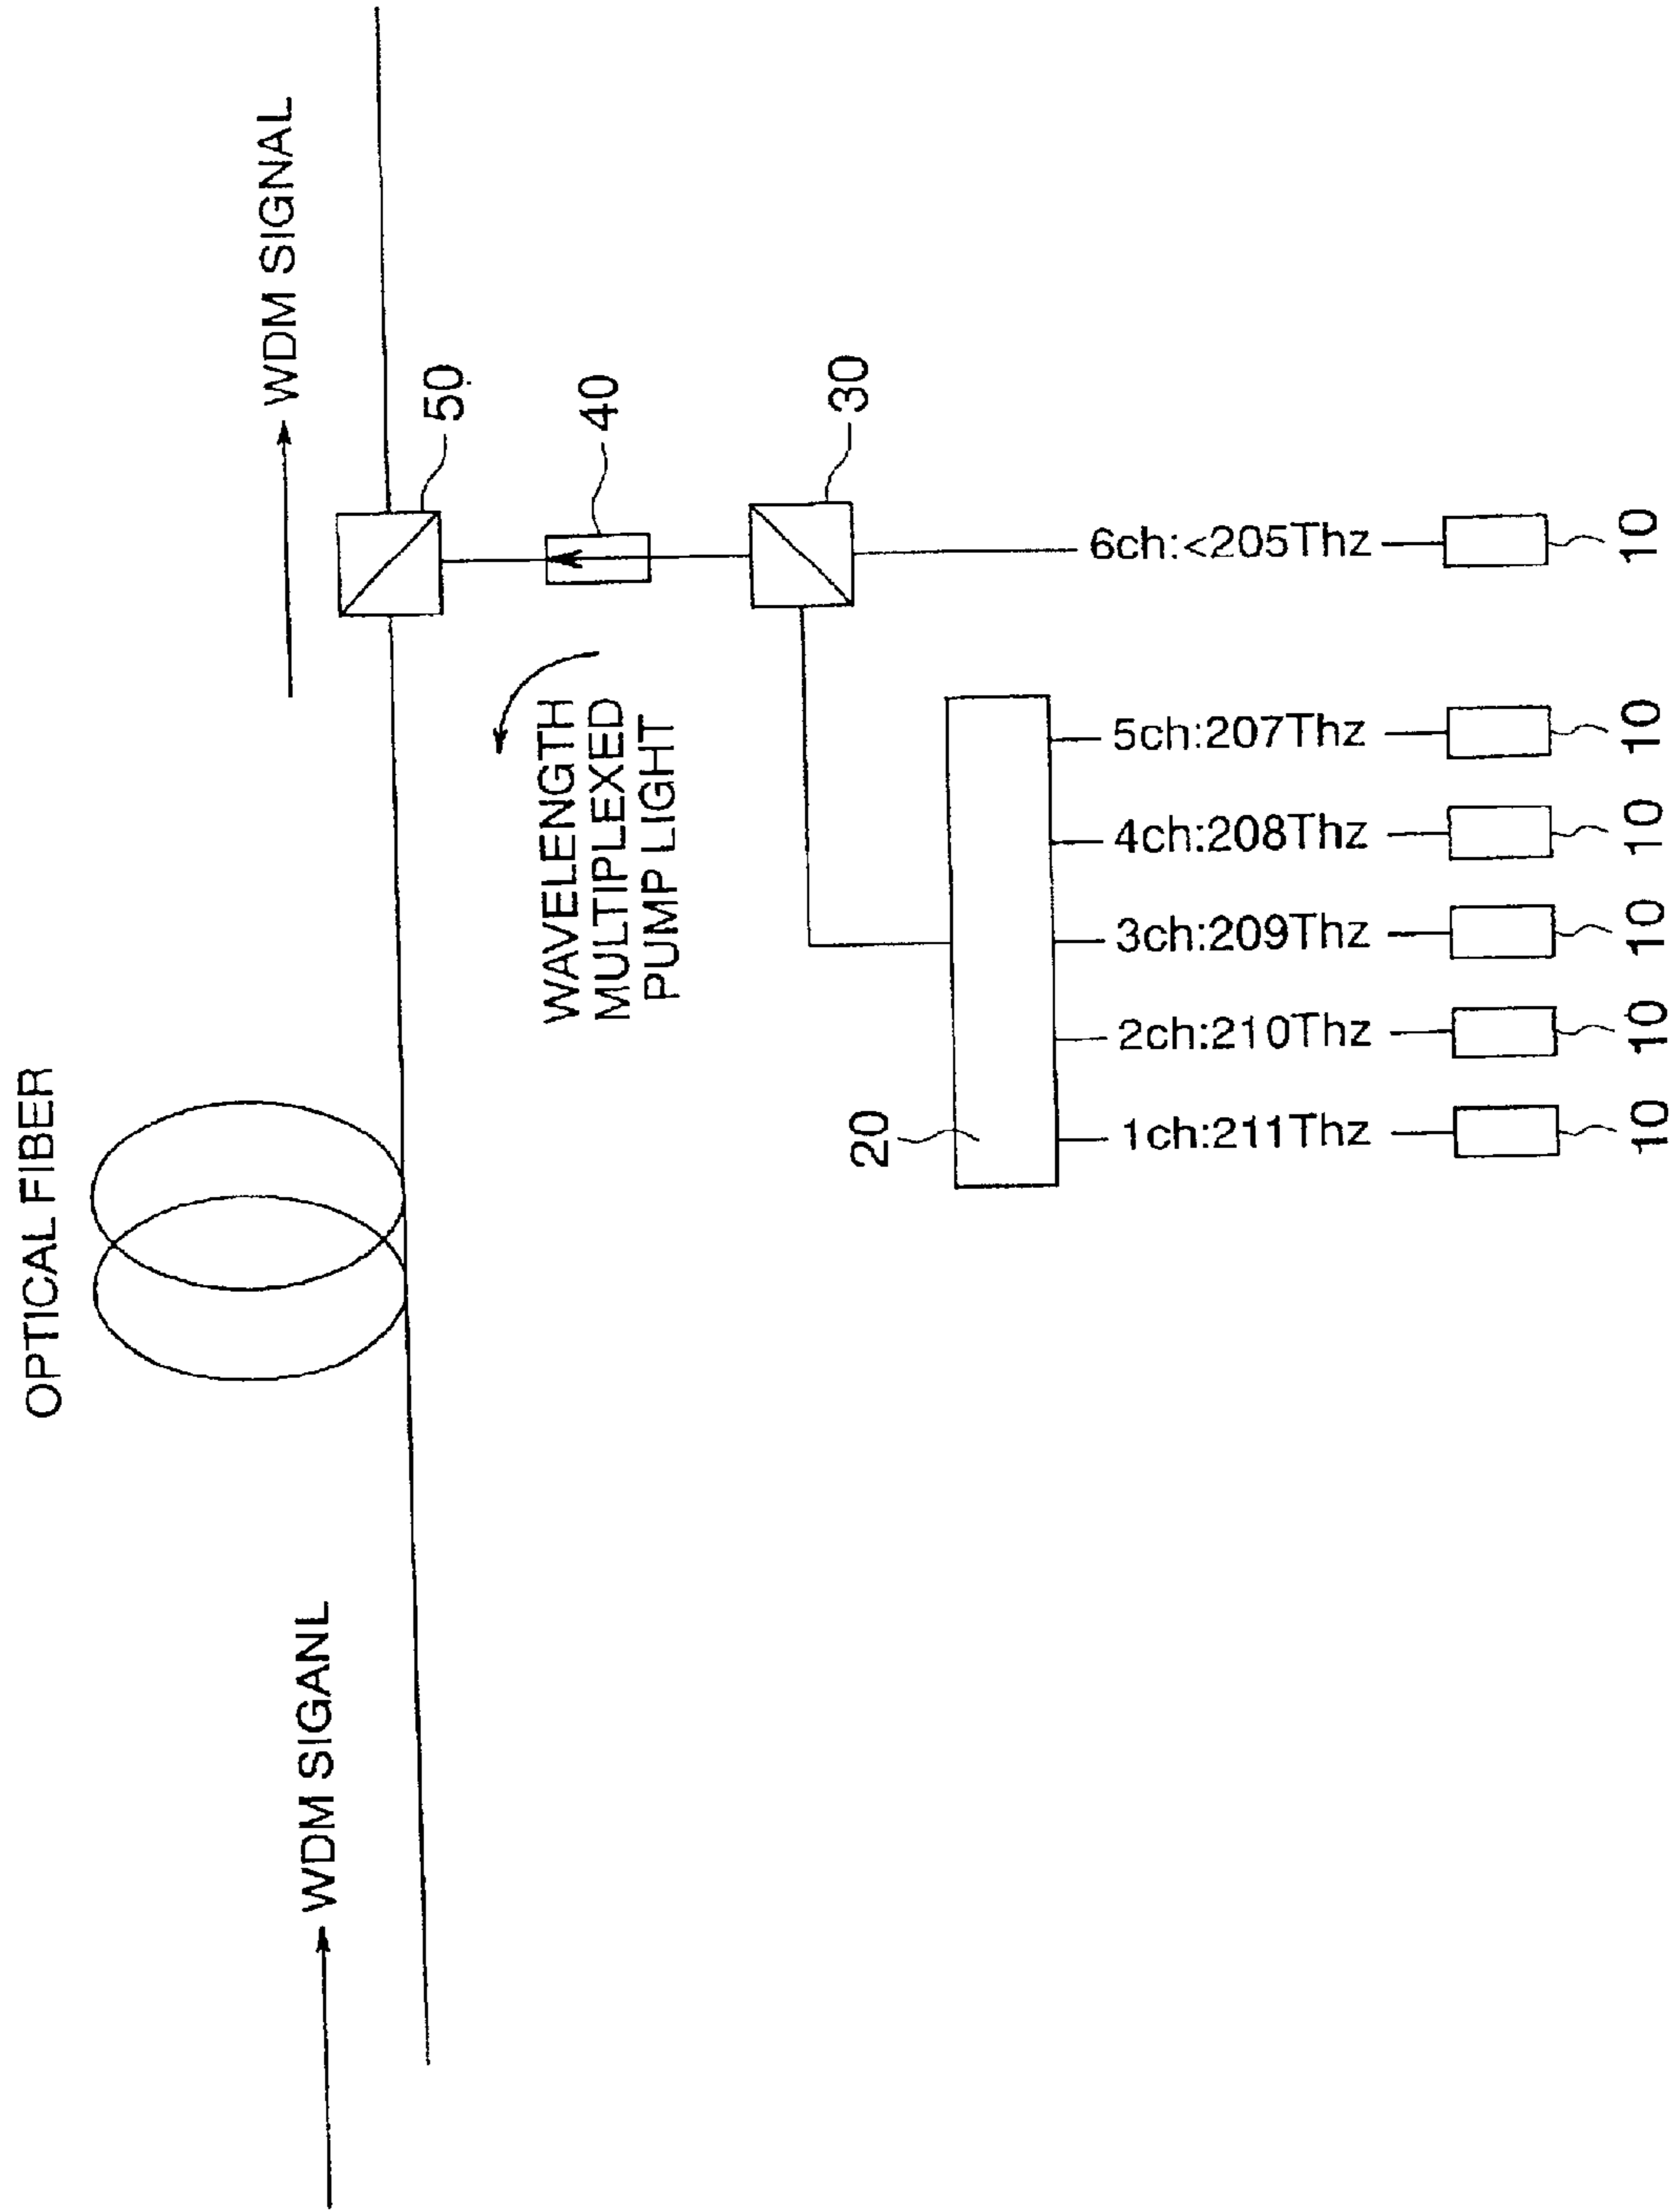 OPTICAL FIBER
WDM SIGANL
WDM SIGNAL
50
WAVELENGTH
MULTIPLEXED
PUMP LIGHT
40
30
20
1ch:211Thz
2ch:210Thz
3ch:209Thz
4ch:208Thz
5ch:207Thz
6ch:<205Thz
10
10
10
10
10
10